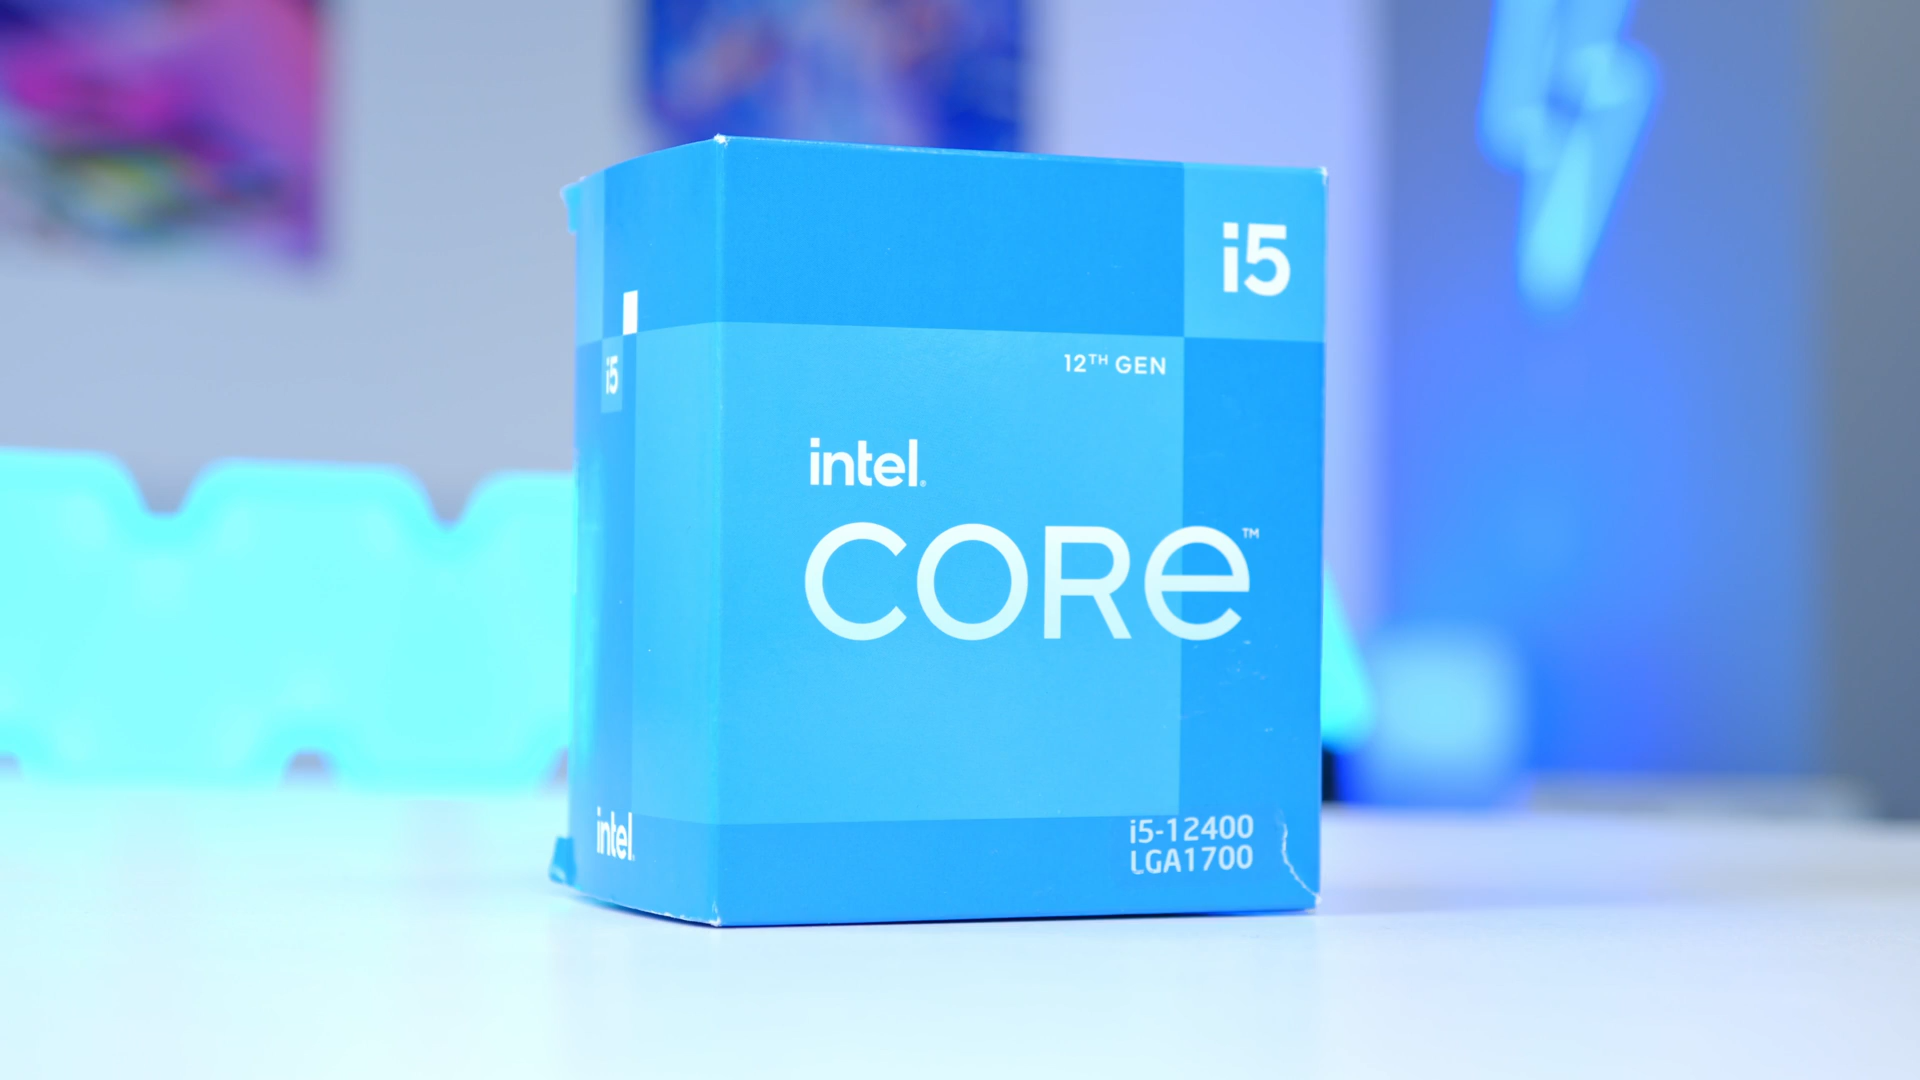 i5
12TH GEN
intel.
CORe™
i5-12400
LGA1700
i5
intel.